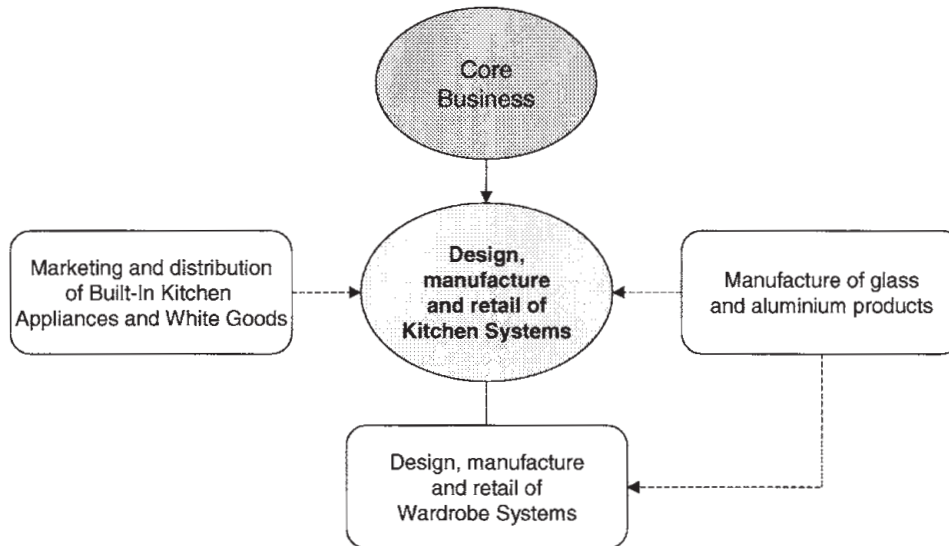 Core
Business
Marketing and distribution
of Built-In Kitchen
Appliances and White Goods
Design,
manufacture
and retail of
Kitchen Systems
Manufacture of glass
and aluminium products
Design, manufacture
and retail of
Wardrobe Systems